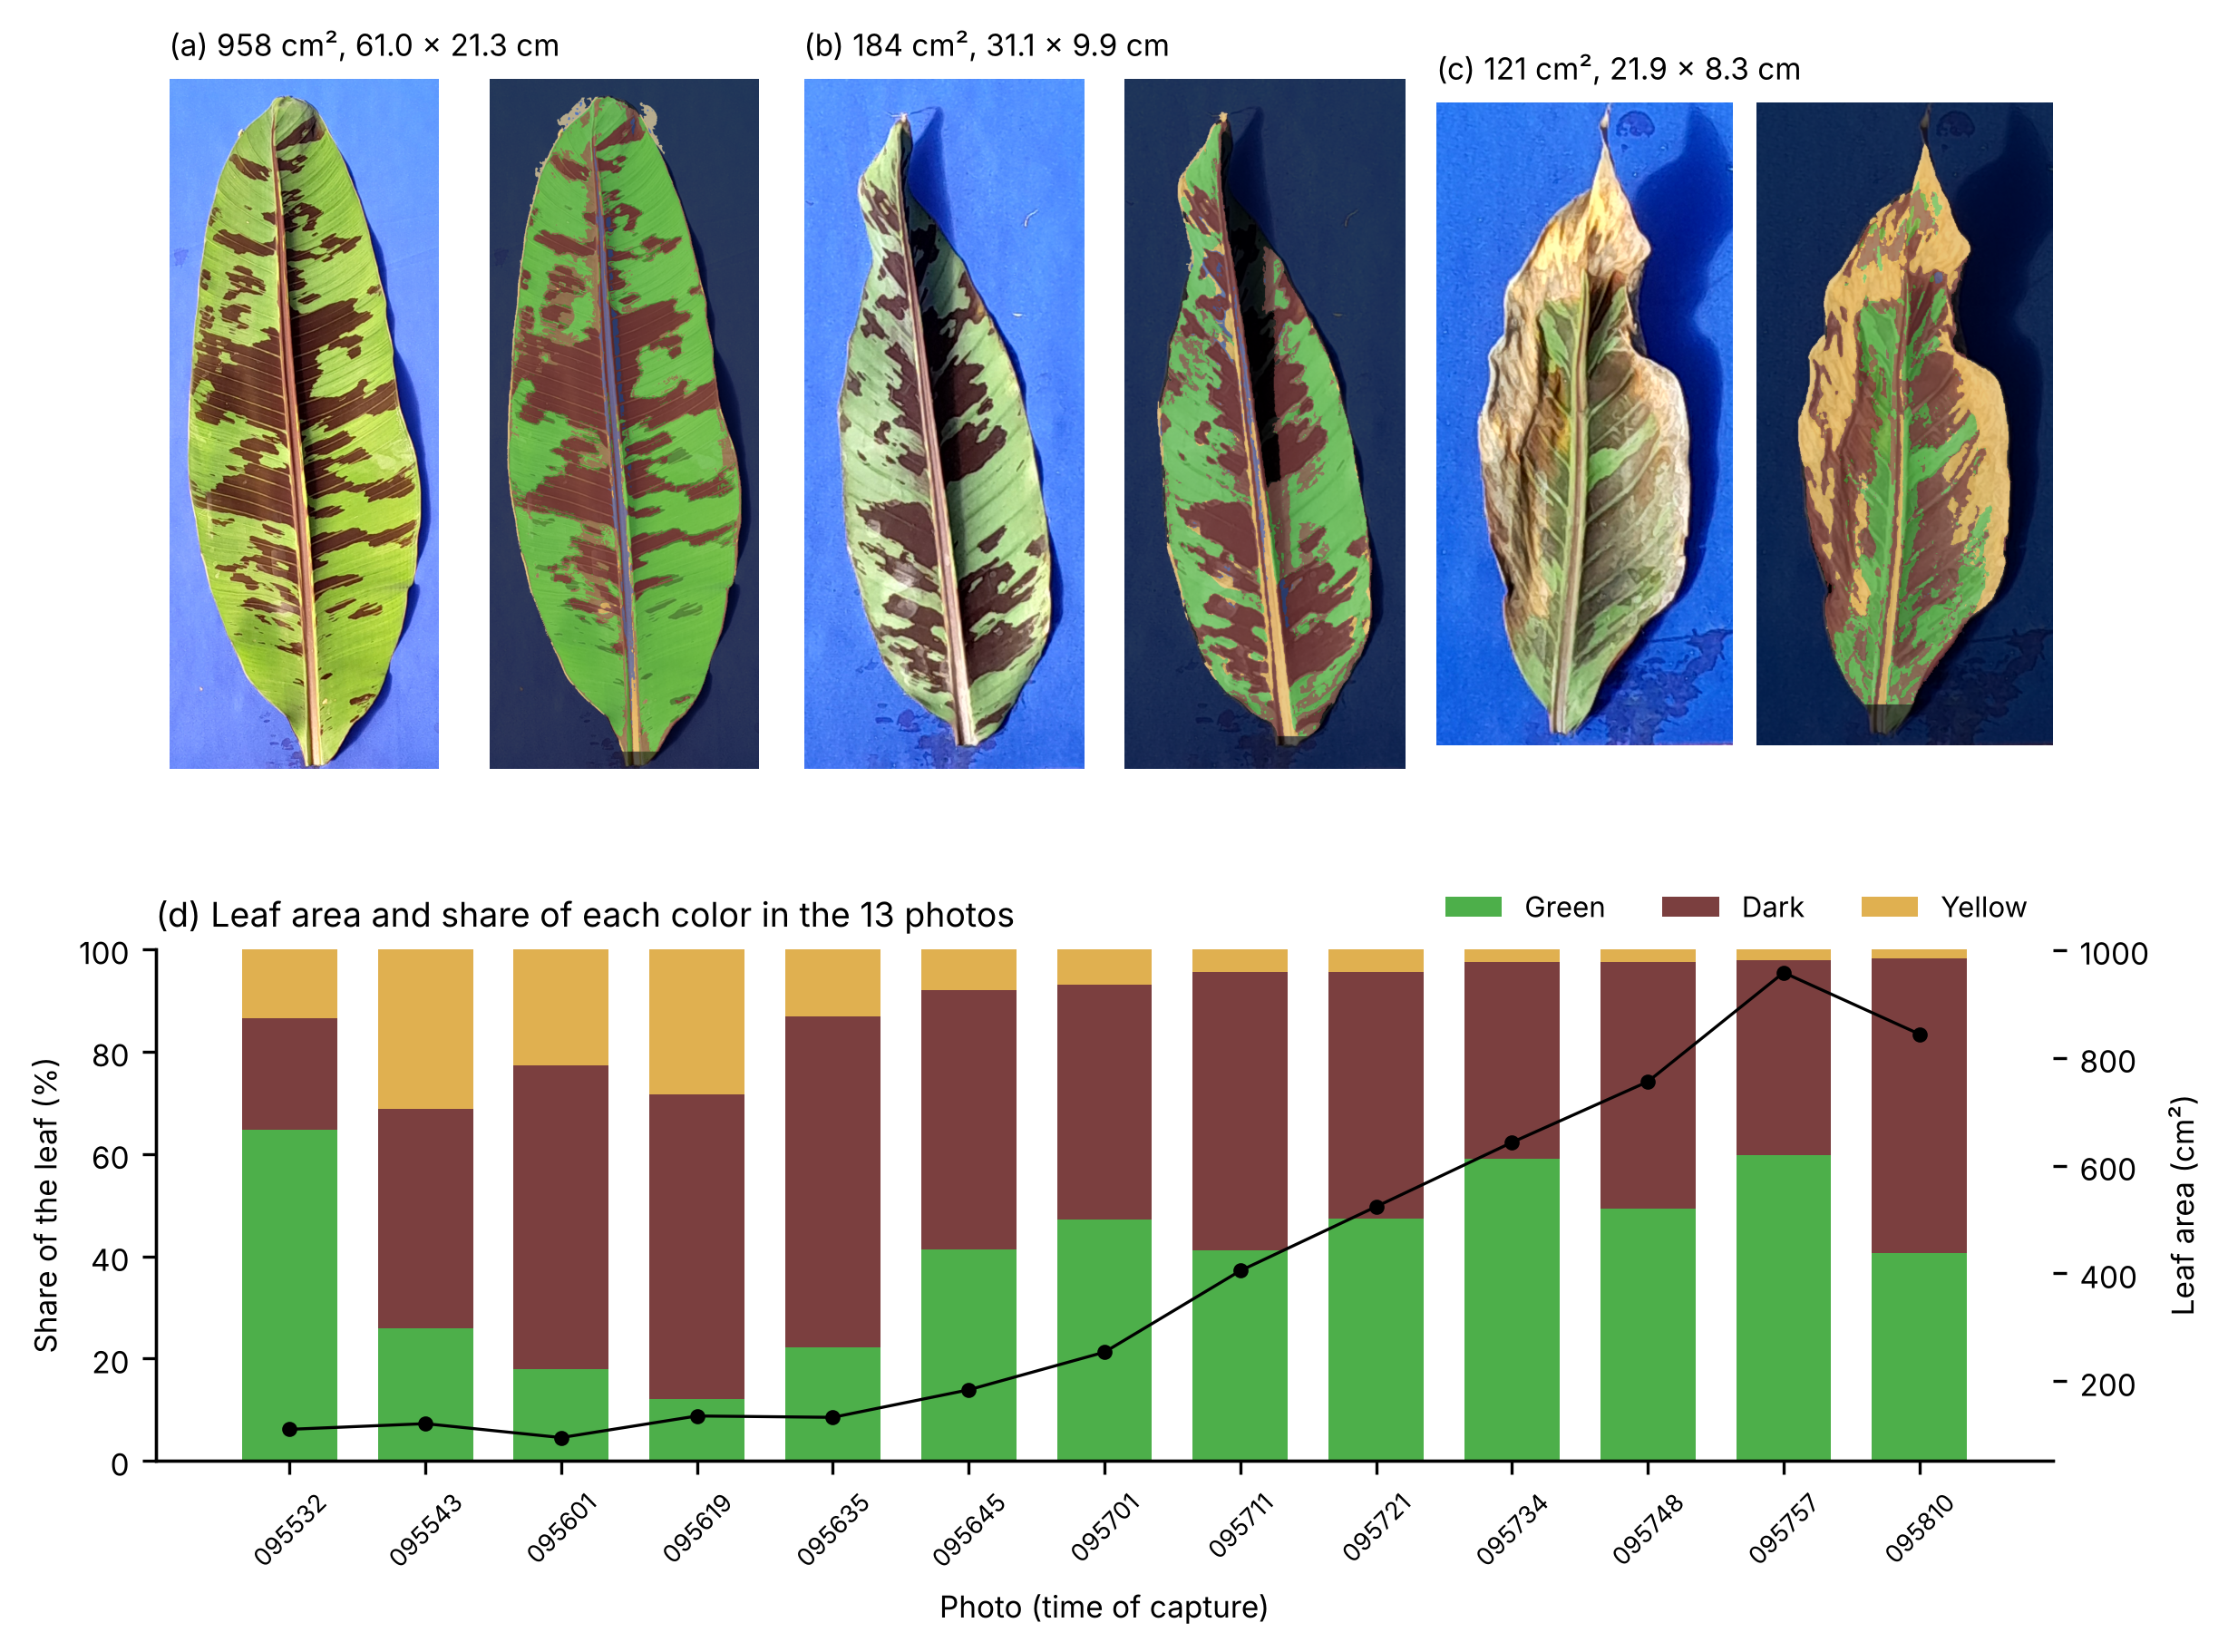 (a) 958 cm², 61.0 × 21.3 cm
(b) 184 cm², 31.1 × 9.9 cm
(c) 121 cm², 21.9 × 8.3 cm
(d) Leaf area and share of each color in the 13 photos
Green
Dark
Yellow
Share of the leaf (%)
100
80
60
40
20
0
1000
800
600
400
200
Leaf area (cm²)
095532
095543
095601
095619
095635
095645
095701
095711
095721
095734
095748
095757
095810
Photo (time of capture)